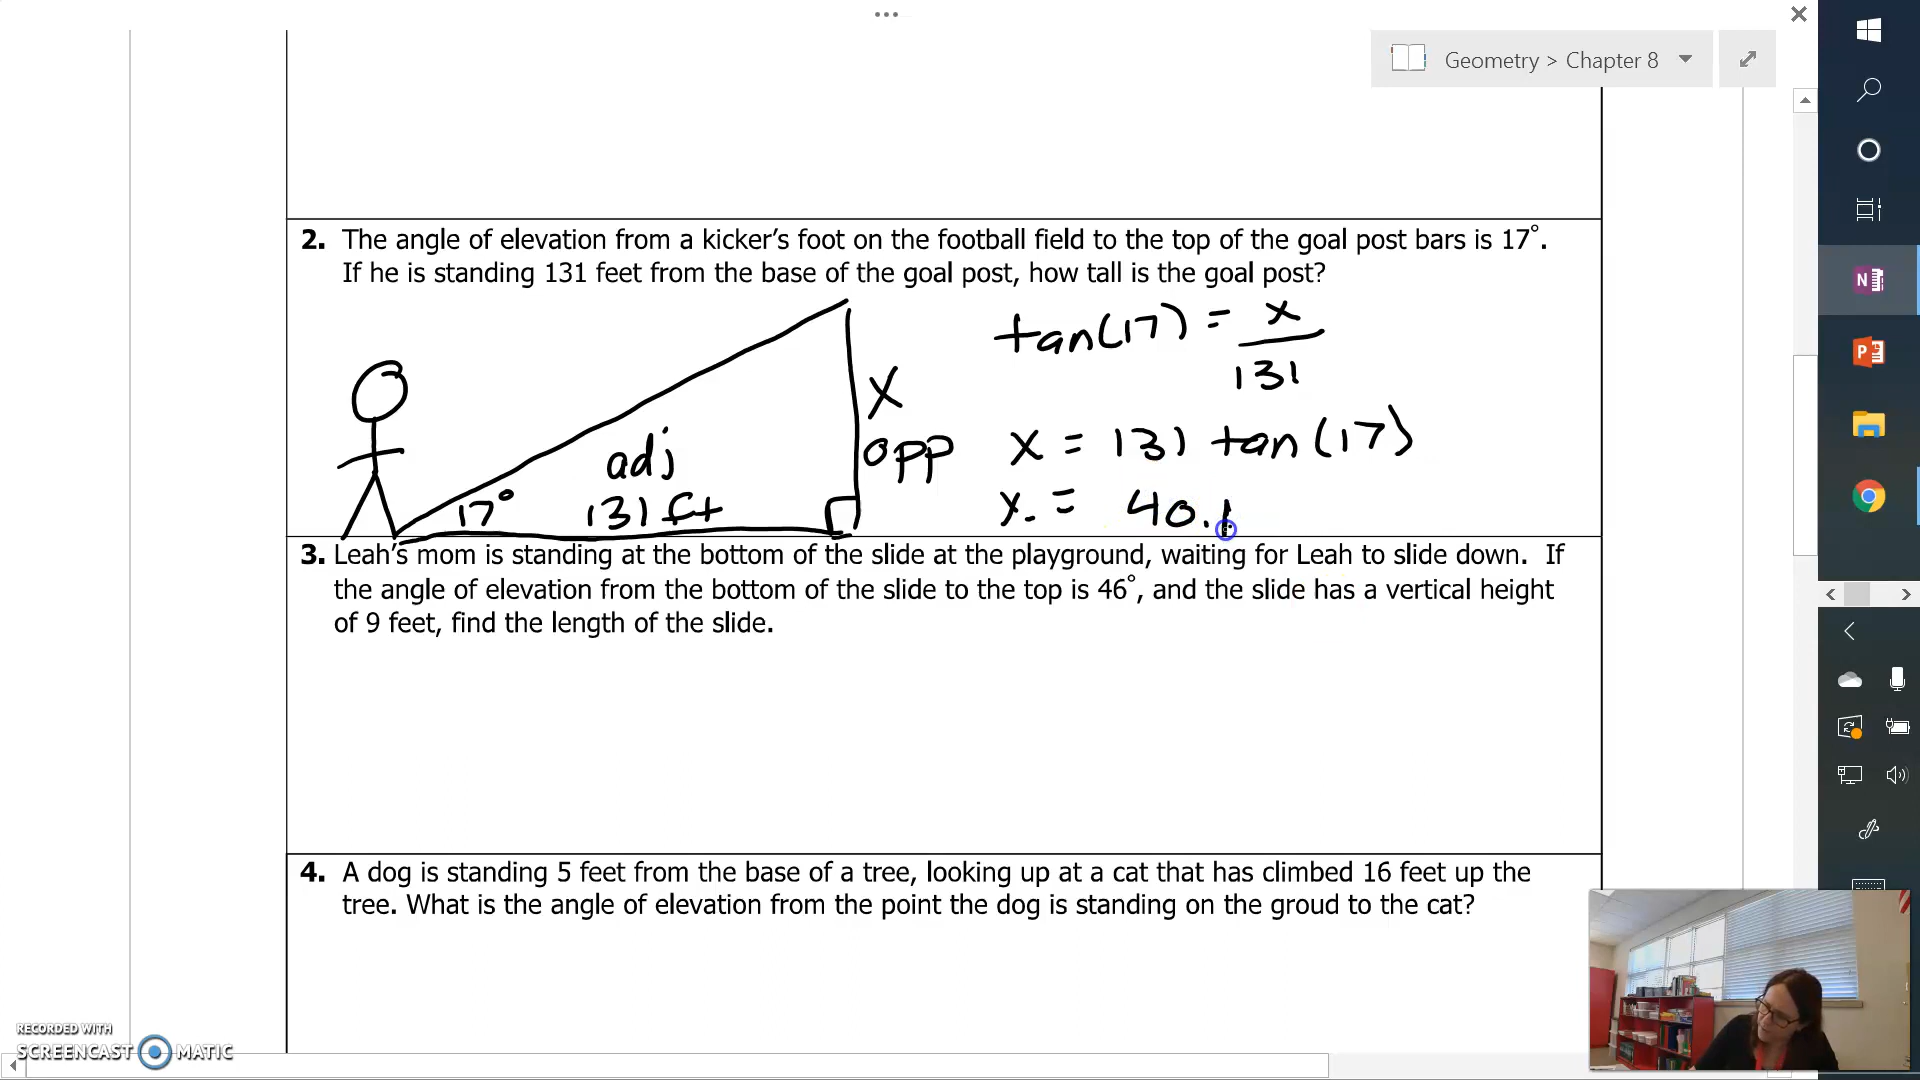 Geometry > Chapter 8
2. The angle of elevation from a kicker's foot on the football field to the top of the goal post bars is 17°.
If he is standing 131 feet from the base of the goal post, how tall is the goal post?
tan(17) = x
131
x
adj
opp
x = 131 tan(17)
17°
131 ft
x. = 40.1
3. Leah's mom is standing at the bottom of the slide at the playground, waiting for Leah to slide down. If
the angle of elevation from the bottom of the slide to the top is 46°, and the slide has a vertical height
of 9 feet, find the length of the slide.
4. A dog is standing 5 feet from the base of a tree, looking up at a cat that has climbed 16 feet up the
tree. What is the angle of elevation from the point the dog is standing on the groud to the cat?
RECORDED WITH
SCREENCAST MATIC